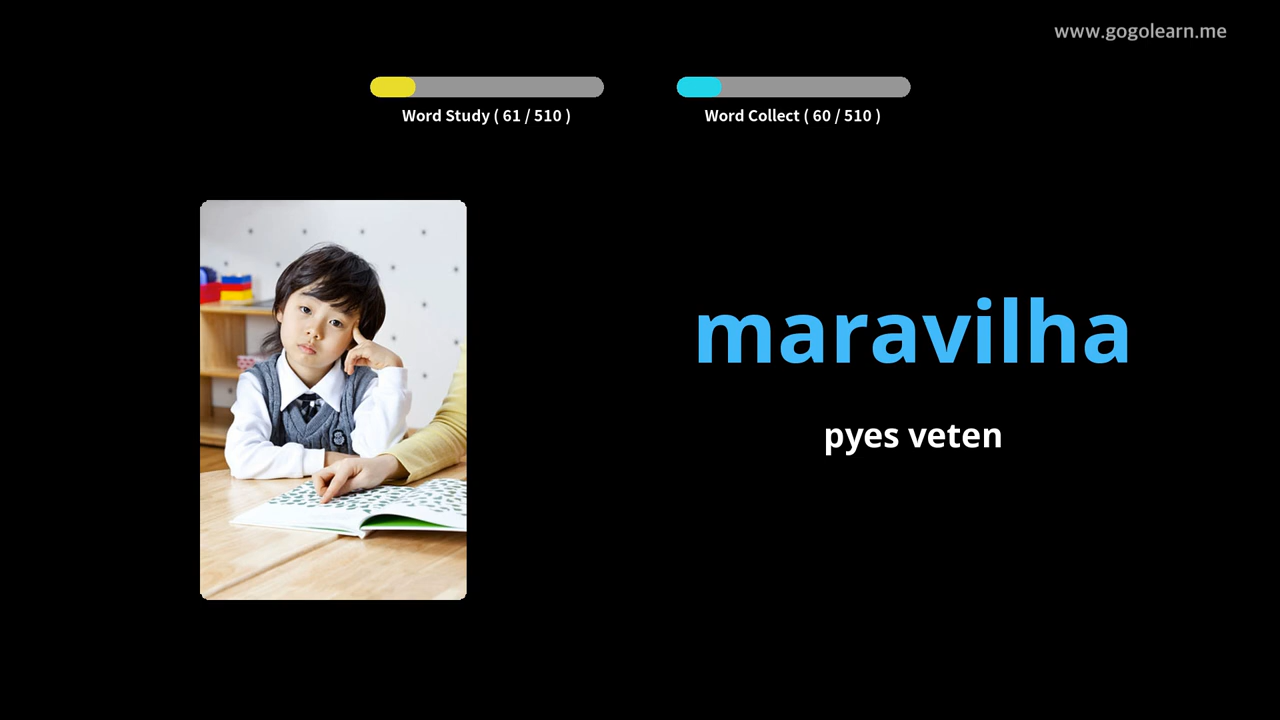 www.gogolearn.me
Word Study ( 61 / 510 )
Word Collect ( 60 / 510 )
maravilha
pyes veten